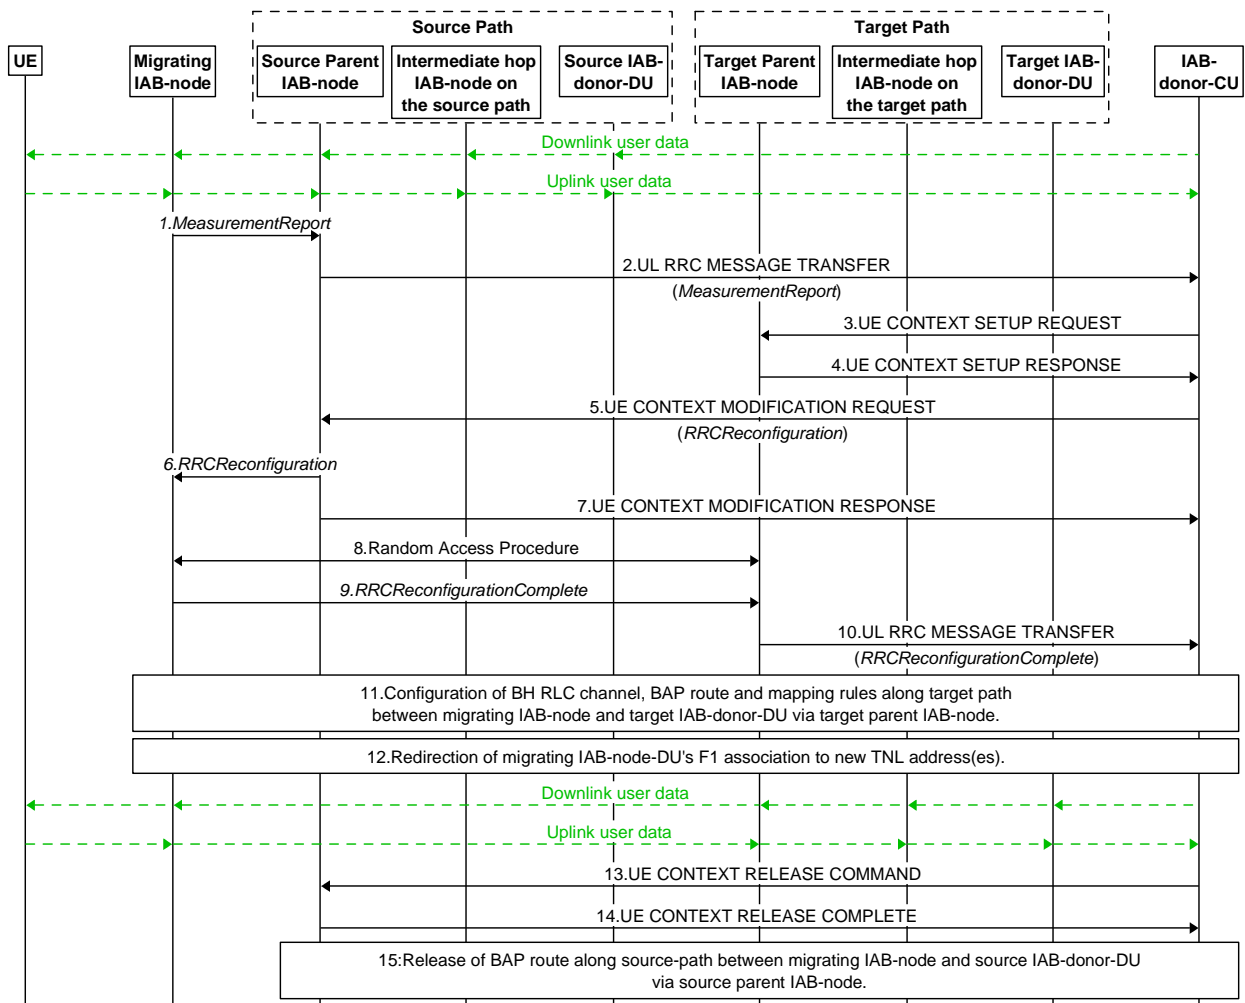 Source Path
Target Path
UE
Migrating
IAB-node
Source Parent
IAB-node
Intermediate hop
IAB-node on
the source path
Source IAB-
donor-DU
Target Parent
IAB-node
Intermediate hop
IAB-node on
the target path
Target IAB-
donor-DU
IAB-
donor-CU
Downlink user data
Uplink user data
1.MeasurementReport
2.UL RRC MESSAGE TRANSFER
(MeasurementReport)
3.UE CONTEXT SETUP REQUEST
4.UE CONTEXT SETUP RESPONSE
5.UE CONTEXT MODIFICATION REQUEST
(RRCReconfiguration)
6.RRCReconfiguration
7.UE CONTEXT MODIFICATION RESPONSE
8.Random Access Procedure
9.RRCReconfigurationComplete
10.UL RRC MESSAGE TRANSFER
(RRCReconfigurationComplete)
11.Configuration of BH RLC channel, BAP route and mapping rules along target path
between migrating IAB-node and target IAB-donor-DU via target parent IAB-node.
12.Redirection of migrating IAB-node-DU's F1 association to new TNL address(es).
Downlink user data
Uplink user data
13.UE CONTEXT RELEASE COMMAND
14.UE CONTEXT RELEASE COMPLETE
15:Release of BAP route along source-path between migrating IAB-node and source IAB-donor-DU
via source parent IAB-node.